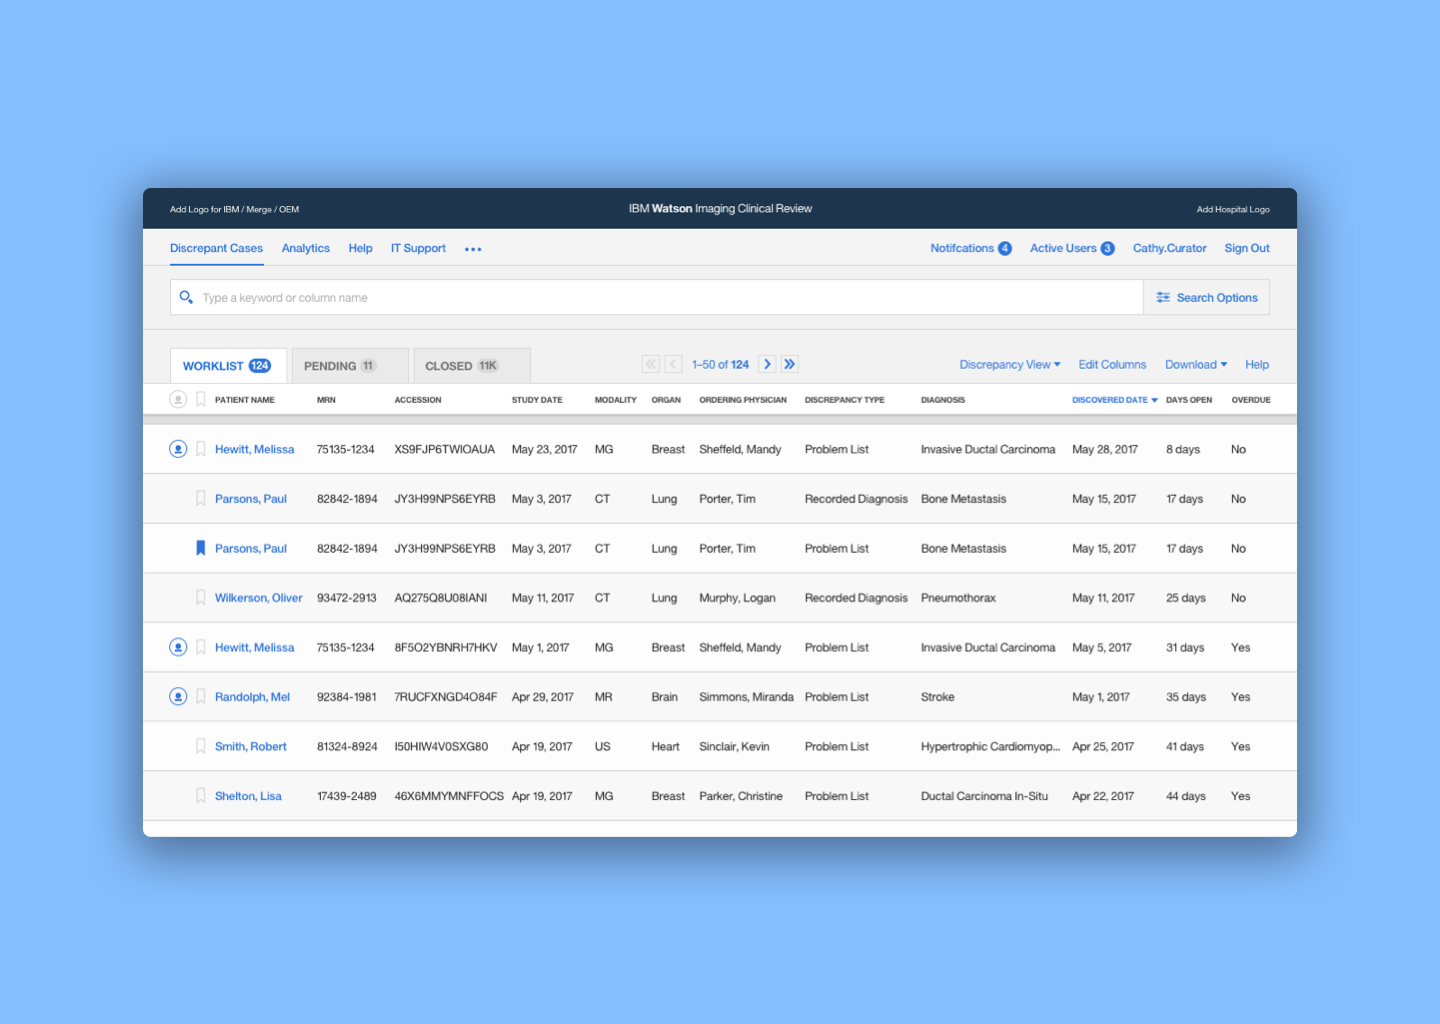 Add Logo for IBM / Merge / OEM IBM Watson Imaging Clinical Review Add Hospital Logo
Discrepant Cases Analytics Help IT Support ••• Notifcations 4 Active Users 3 Cathy.Curator Sign Out
Type a keyword or column name Search Options
WORKLIST 124 PENDING 11 CLOSED 11K 1–50 of 124 Discrepancy View Edit Columns Download Help
PATIENT NAME MRN ACCESSION STUDY DATE MODALITY ORGAN ORDERING PHYSICIAN DISCREPANCY TYPE DIAGNOSIS DISCOVERED DATE DAYS OPEN OVERDUE
Hewitt, Melissa 75135-1234 XS9FJP6TWIOAUA May 23, 2017 MG Breast Sheffeld, Mandy Problem List Invasive Ductal Carcinoma May 28, 2017 8 days No
Parsons, Paul 82842-1894 JY3H99NPS6EYRB May 3, 2017 CT Lung Porter, Tim Recorded Diagnosis Bone Metastasis May 15, 2017 17 days No
Parsons, Paul 82842-1894 JY3H99NPS6EYRB May 3, 2017 CT Lung Porter, Tim Problem List Bone Metastasis May 15, 2017 17 days No
Wilkerson, Oliver 93472-2913 AQ275Q8U08IANI May 11, 2017 CT Lung Murphy, Logan Recorded Diagnosis Pneumothorax May 11, 2017 25 days No
Hewitt, Melissa 75135-1234 8F5O2YBNRH7HKV May 1, 2017 MG Breast Sheffeld, Mandy Problem List Invasive Ductal Carcinoma May 5, 2017 31 days Yes
Randolph, Mel 92384-1981 7RUCFXNGD4O84F Apr 29, 2017 MR Brain Simmons, Miranda Problem List Stroke May 1, 2017 35 days Yes
Smith, Robert 81324-8924 I50HIW4V0SXG80 Apr 19, 2017 US Heart Sinclair, Kevin Problem List Hypertrophic Cardiomyop... Apr 25, 2017 41 days Yes
Shelton, Lisa 17439-2489 46X6MMYMNFFOCS Apr 19, 2017 MG Breast Parker, Christine Problem List Ductal Carcinoma In-Situ Apr 22, 2017 44 days Yes